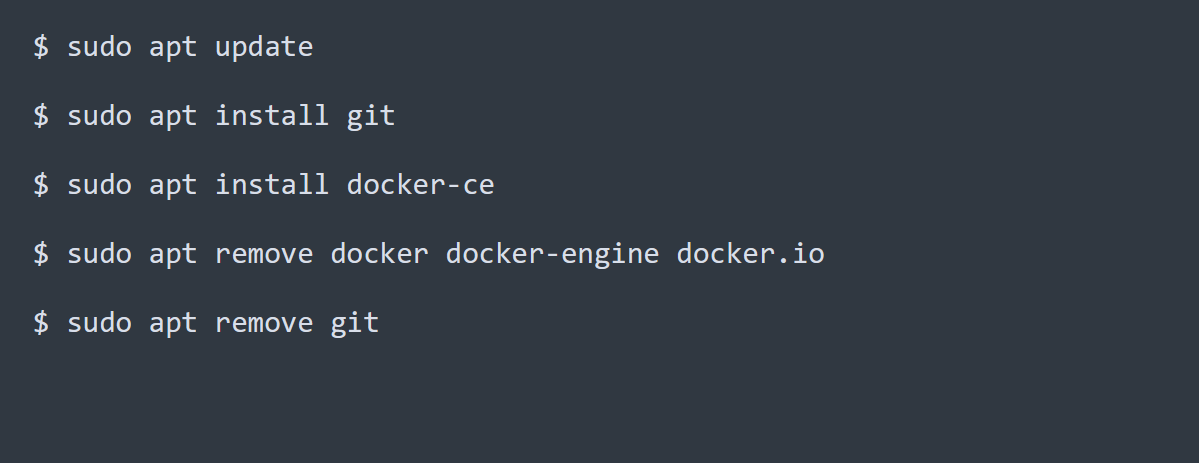 $ sudo apt update
$ sudo apt install git
$ sudo apt install docker-ce
$ sudo apt remove docker docker-engine docker.io
$ sudo apt remove git